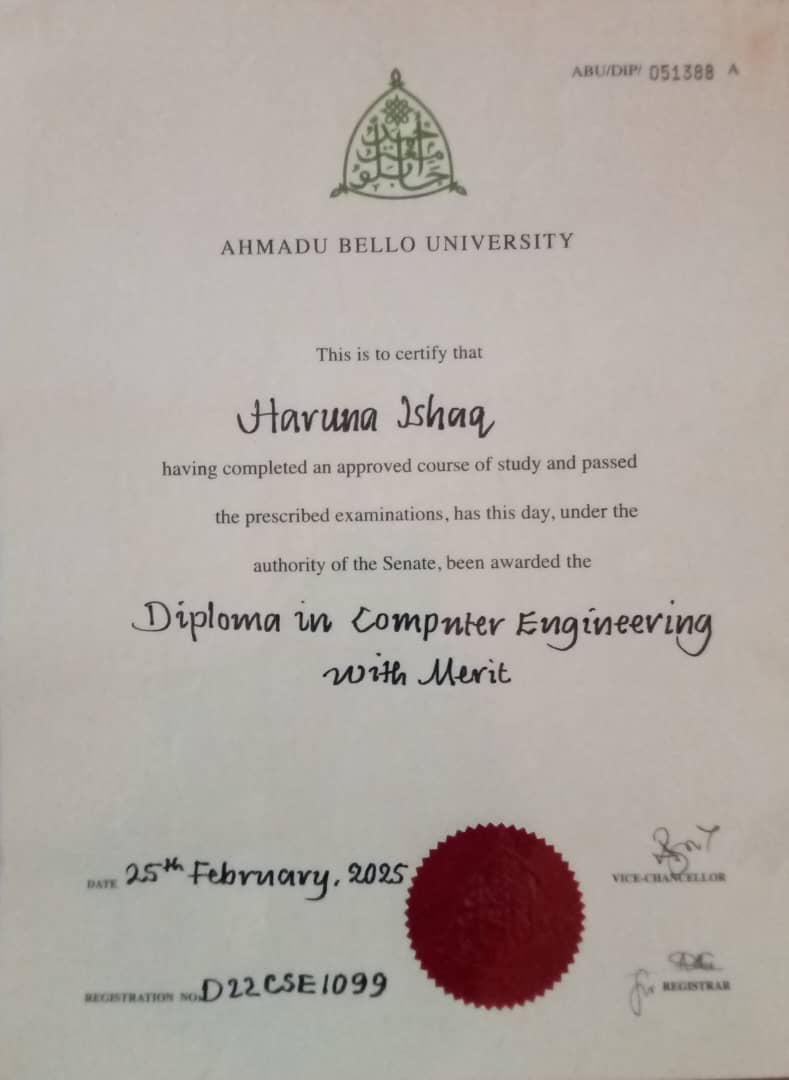 ABU/DIP/ 051388 A
AHMADU BELLO UNIVERSITY
This is to certify that
Haruna Ishaq
having completed an approved course of study and passed
the prescribed examinations, has this day, under the
authority of the Senate, been awarded the
Diploma in Computer Engineering
with Merit
DATE 25th February, 2025
VICE-CHANCELLOR
REGISTRATION NO. D22CSE1099
for REGISTRAR